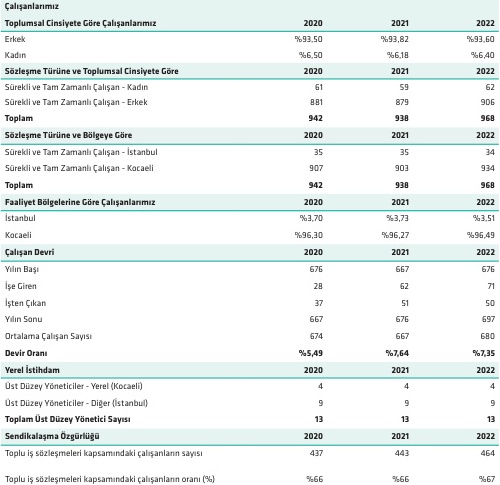 Çalışanlarımız
Toplumsal Cinsiyete Göre Çalışanlarımız 2020 2021 2022
Erkek %93,50 %93,82 %93,60
Kadın %6,50 %6,18 %6,40
Sözleşme Türüne ve Toplumsal Cinsiyete Göre 2020 2021 2022
Sürekli ve Tam Zamanlı Çalışan - Kadın 61 59 62
Sürekli ve Tam Zamanlı Çalışan - Erkek 881 879 906
Toplam 942 938 968
Sözleşme Türüne ve Bölgeye Göre 2020 2021 2022
Sürekli ve Tam Zamanlı Çalışan - İstanbul 35 35 34
Sürekli ve Tam Zamanlı Çalışan - Kocaeli 907 903 934
Toplam 942 938 968
Faaliyet Bölgelerine Göre Çalışanlarımız 2020 2021 2022
İstanbul %3,70 %3,73 %3,51
Kocaeli %96,30 %96,27 %96,49
Çalışan Devri 2020 2021 2022
Yılın Başı 676 667 676
İşe Giren 28 62 71
İşten Çıkan 37 51 50
Yılın Sonu 667 676 697
Ortalama Çalışan Sayısı 674 667 680
Devir Oranı %5,49 %7,64 %7,35
Yerel İstihdam 2020 2021 2022
Üst Düzey Yöneticiler - Yerel (Kocaeli) 4 4 4
Üst Düzey Yöneticiler - Diğer (İstanbul) 9 9 9
Toplam Üst Düzey Yönetici Sayısı 13 13 13
Sendikalaşma Özgürlüğü 2020 2021 2022
Toplu iş sözleşmeleri kapsamındaki çalışanların sayısı 437 443 464
Toplu iş sözleşmeleri kapsamındaki çalışanların oranı (%) %66 %66 %67